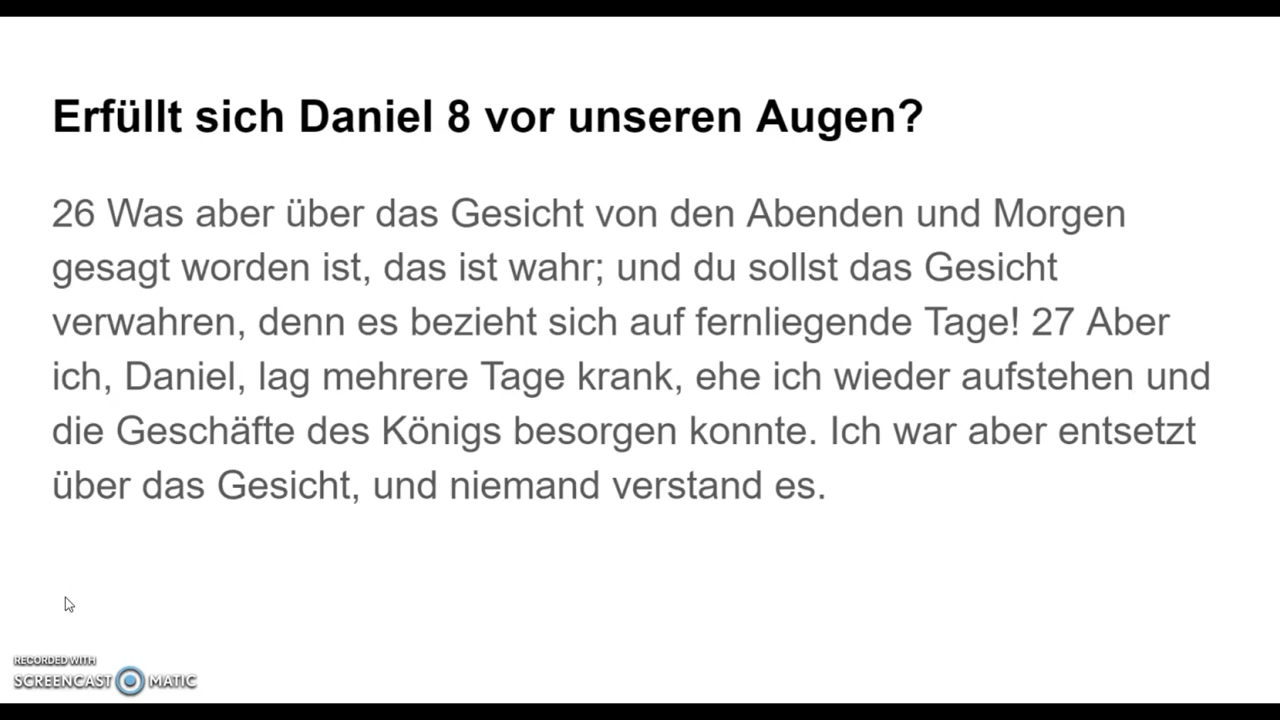 Erfüllt sich Daniel 8 vor unseren Augen?
26 Was aber über das Gesicht von den Abenden und Morgen
gesagt worden ist, das ist wahr; und du sollst das Gesicht
verwahren, denn es bezieht sich auf fernliegende Tage! 27 Aber
ich, Daniel, lag mehrere Tage krank, ehe ich wieder aufstehen und
die Geschäfte des Königs besorgen konnte. Ich war aber entsetzt
über das Gesicht, und niemand verstand es.
RECORDED WITH
SCREENCAST MATIC